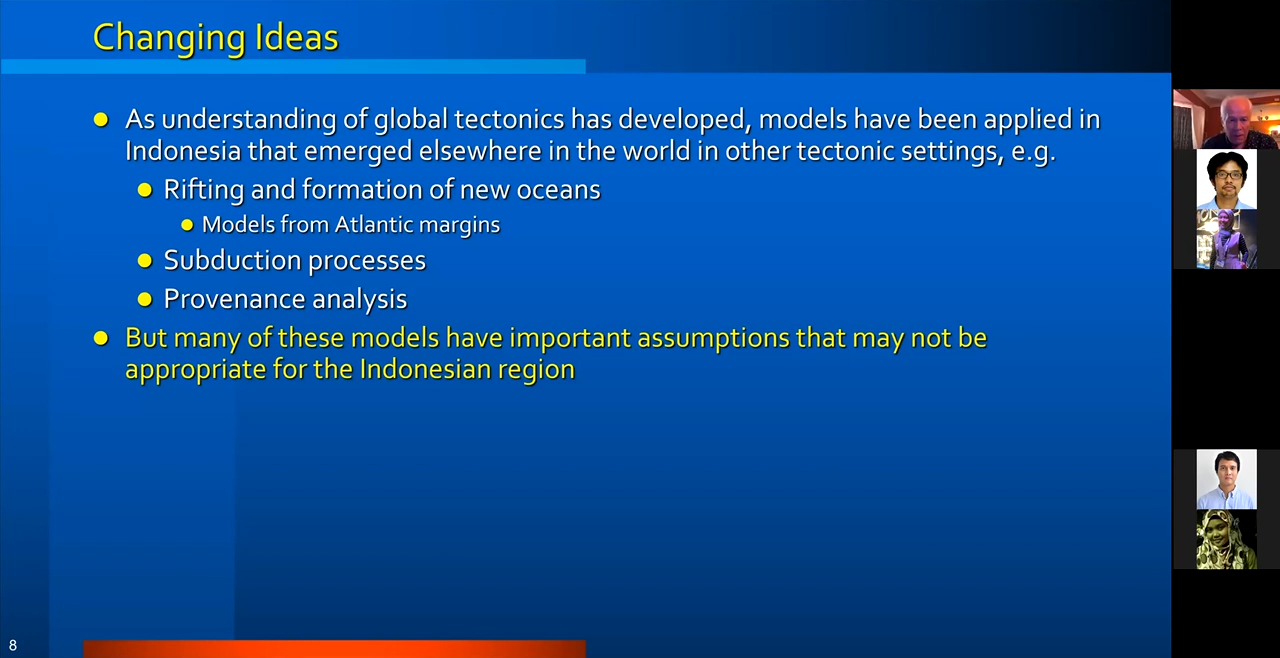 Changing Ideas
As understanding of global tectonics has developed, models have been applied in
Indonesia that emerged elsewhere in the world in other tectonic settings, e.g.
Rifting and formation of new oceans
Models from Atlantic margins
Subduction processes
Provenance analysis
But many of these models have important assumptions that may not be
appropriate for the Indonesian region
8